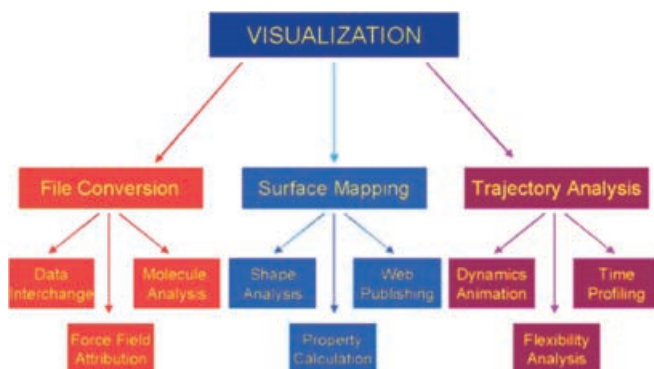 VISUALIZATION
File Conversion
Surface Mapping
Trajectory Analysis
Data
Interchange
Molecule
Analysis
Force Field
Attribution
Shape
Analysis
Web
Publishing
Property
Calculation
Dynamics
Animation
Time
Profiling
Flexibility
Analysis